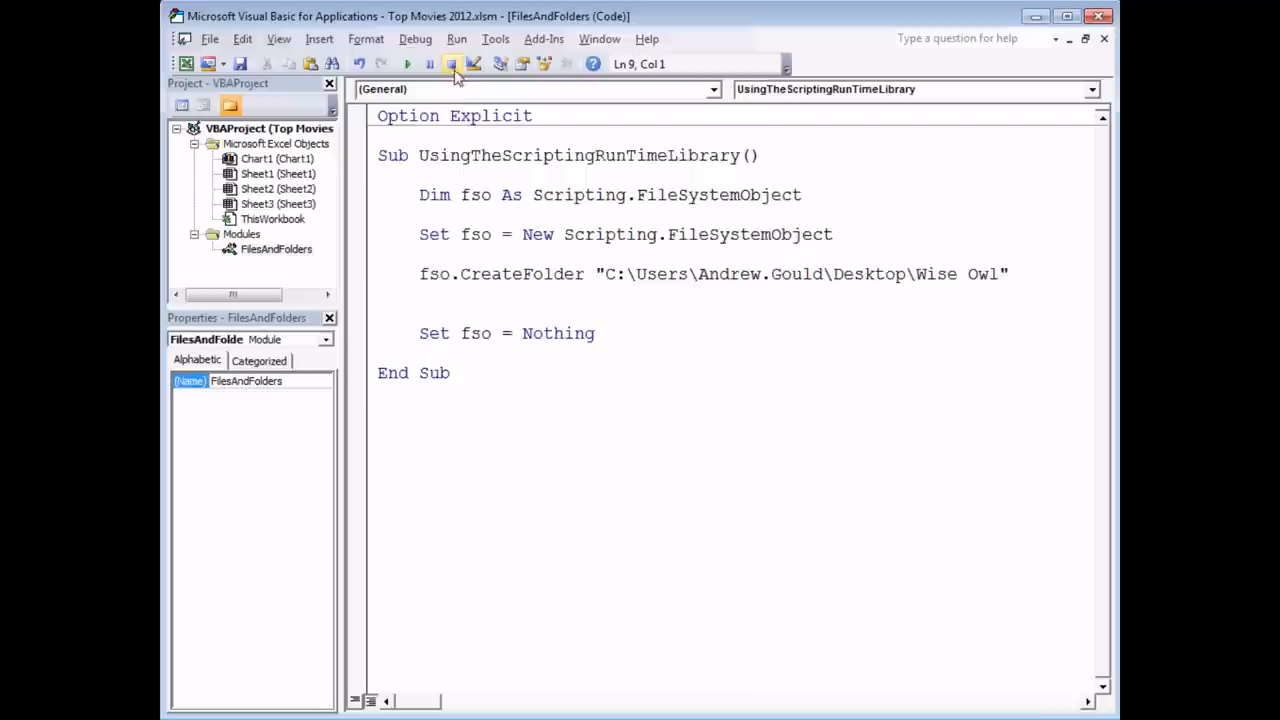 Microsoft Visual Basic for Applications - Top Movies 2012.xlsm - [FilesAndFolders (Code)]
File Edit View Insert Format Debug Run Tools Add-Ins Window Help Type a question for help
Ln 9, Col 1
Project - VBAProject
(General) UsingTheScriptingRunTimeLibrary
VBAProject (Top Movies
Microsoft Excel Objects
Chart1 (Chart1)
Sheet1 (Sheet1)
Sheet2 (Sheet2)
Sheet3 (Sheet3)
ThisWorkbook
Modules
FilesAndFolders
Properties - FilesAndFolders
FilesAndFolde Module
Alphabetic Categorized
(Name) FilesAndFolders
Option Explicit
Sub UsingTheScriptingRunTimeLibrary()
Dim fso As Scripting.FileSystemObject
Set fso = New Scripting.FileSystemObject
fso.CreateFolder "C:\Users\Andrew.Gould\Desktop\Wise Owl"
Set fso = Nothing
End Sub